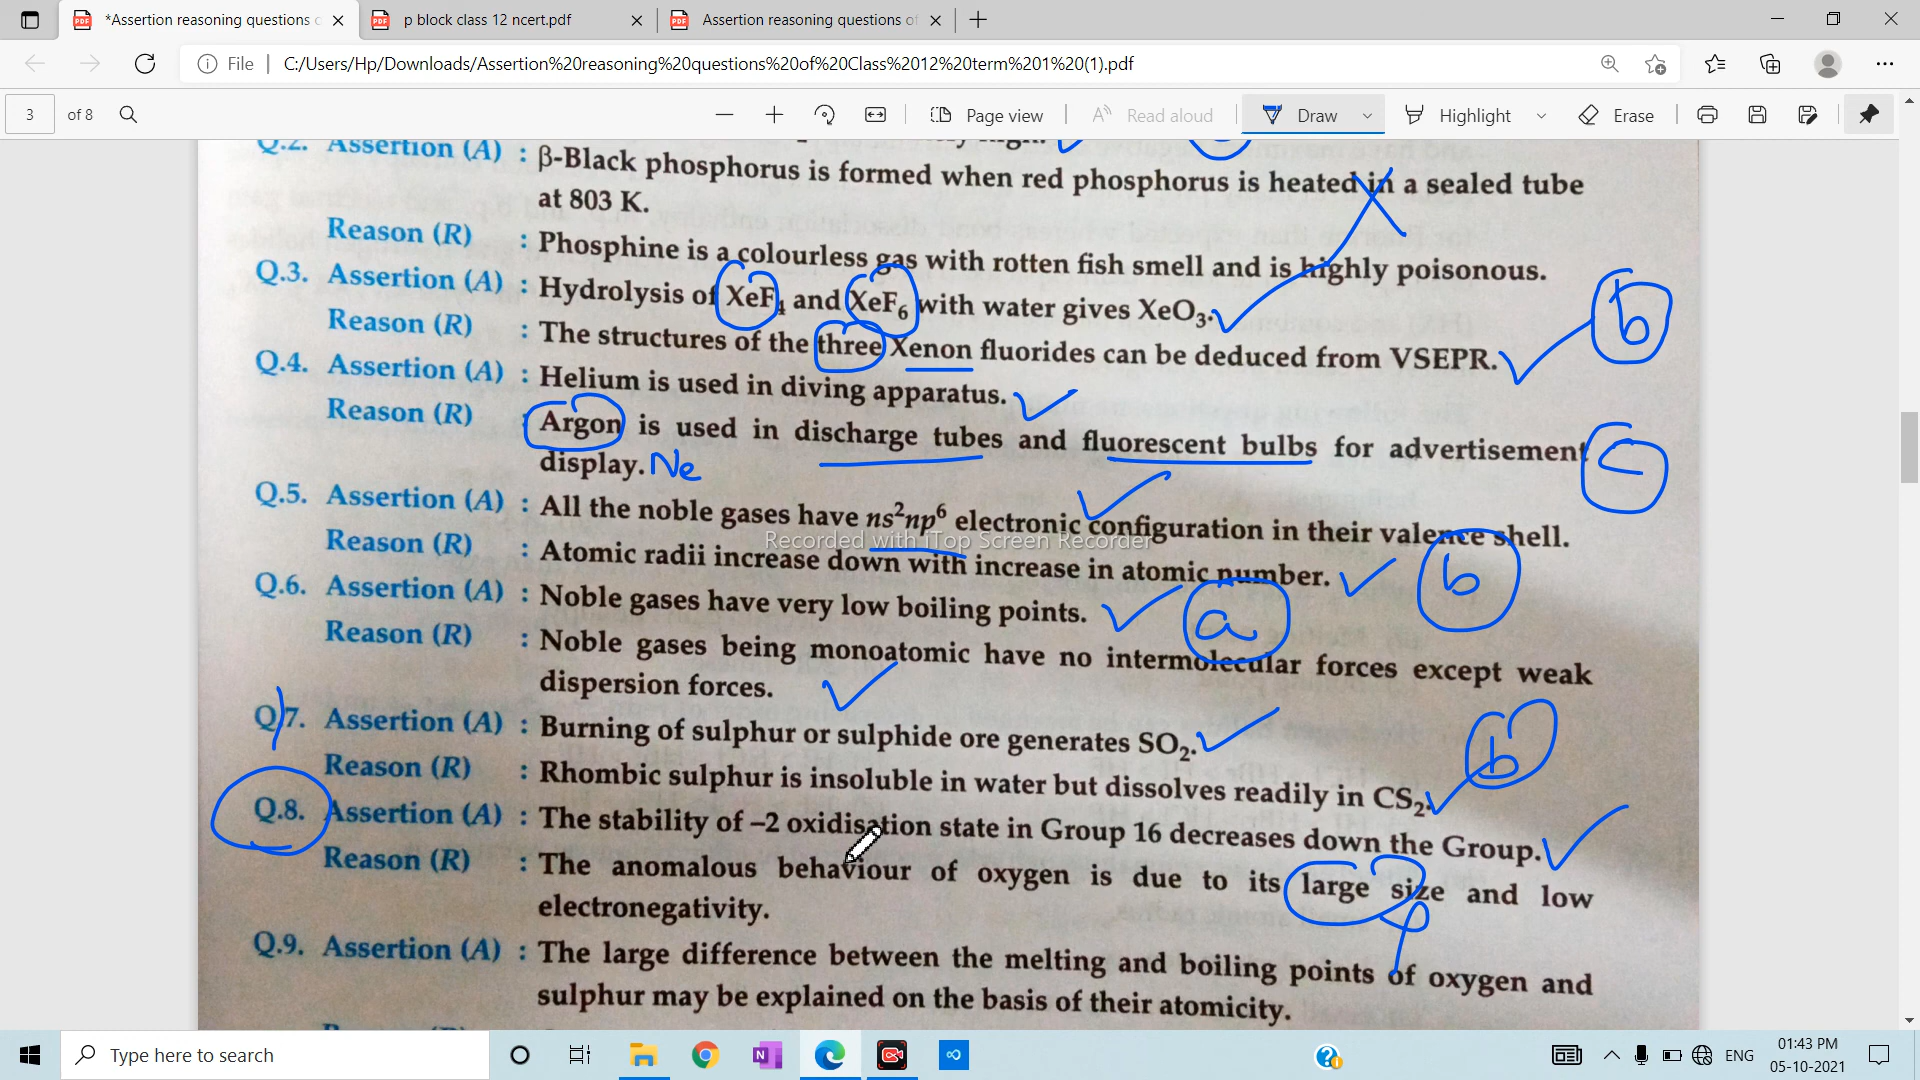 *Assertion reasoning questions o
p block class 12 ncert.pdf
Assertion reasoning questions of
File
C:/Users/Hp/Downloads/Assertion%20reasoning%20questions%20of%20Class%2012%20term%201%20(1).pdf
3 of 8
Page view
Read aloud
Draw
Highlight
Erase
Q.2. Assertion (A) : β-Black phosphorus is formed when red phosphorus is heated in a sealed tube
at 803 K.
Reason (R) : Phosphine is a colourless gas with rotten fish smell and is highly poisonous.
Q.3. Assertion (A) : Hydrolysis of XeF4 and XeF6 with water gives XeO3.
b
Reason (R) : The structures of the three Xenon fluorides can be deduced from VSEPR.
Q.4. Assertion (A) : Helium is used in diving apparatus.
Reason (R) : Argon is used in discharge tubes and fluorescent bulbs for advertisement
display. Ne
c
Q.5. Assertion (A) : All the noble gases have ns²np⁶ electronic configuration in their valence shell.
Recorded with iTop Screen Recorder
Reason (R) : Atomic radii increase down with increase in atomic number.
b
Q.6. Assertion (A) : Noble gases have very low boiling points.
a
Reason (R) : Noble gases being monoatomic have no intermolecular forces except weak
dispersion forces.
Q.7. Assertion (A) : Burning of sulphur or sulphide ore generates SO2.
b
Reason (R) : Rhombic sulphur is insoluble in water but dissolves readily in CS2.
Q.8. Assertion (A) : The stability of –2 oxidisation state in Group 16 decreases down the Group.
Reason (R) : The anomalous behaviour of oxygen is due to its large size and low
electronegativity.
Q.9. Assertion (A) : The large difference between the melting and boiling points of oxygen and
sulphur may be explained on the basis of their atomicity.
Type here to search
ENG
01:43 PM
05-10-2021